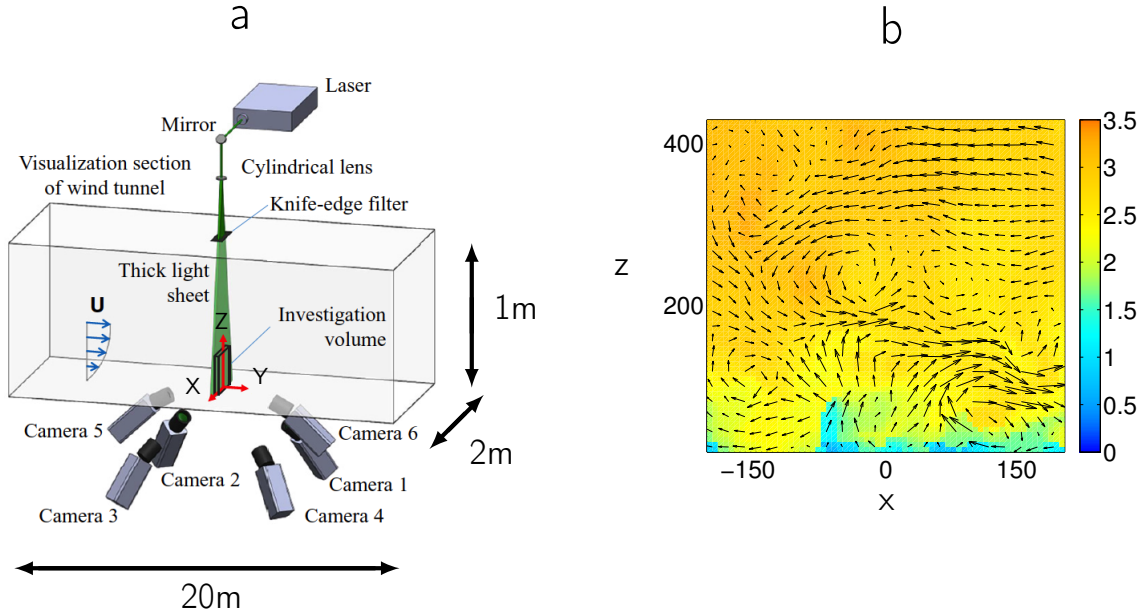 a
b
Laser
Mirror
Visualization section
of wind tunnel
Cylindrical lens
Knife-edge filter
Thick light
sheet
U
Z
Investigation
volume
X
Y
1m
2m
20m
Camera 5
Camera 6
Camera 2
Camera 1
Camera 3
Camera 4
z
400
200
−150
0
150
x
3.5
3
2.5
2
1.5
1
0.5
0